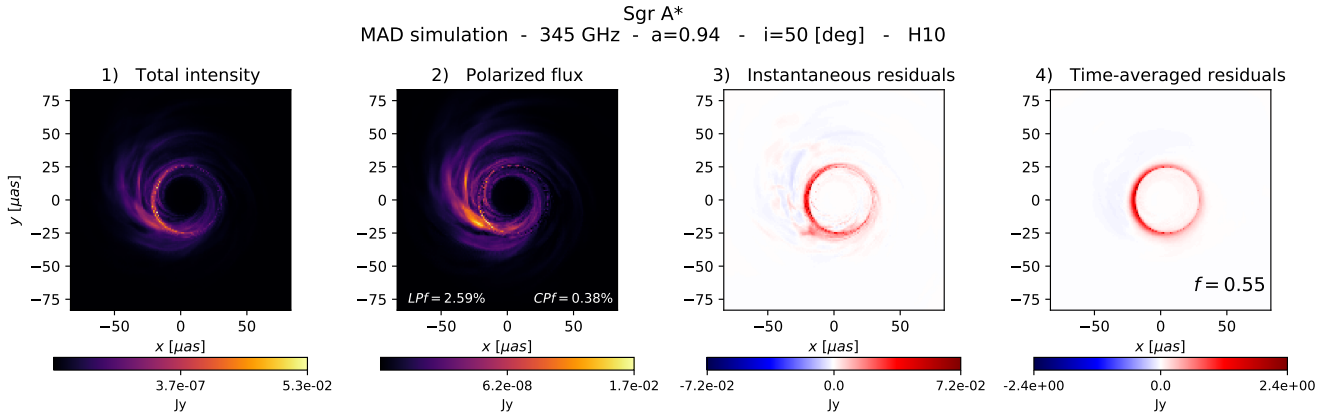 Sgr A*
MAD simulation - 345 GHz - a=0.94 - i=50 [deg] - H10
1) Total intensity
2) Polarized flux
3) Instantaneous residuals
4) Time-averaged residuals
75
50
25
0
−25
−50
−75
y [μas]
−50 0 50
x [μas]
3.7e-07 5.3e-02
Jy
75
50
25
0
−25
−50
−75
LPf = 2.59% CPf = 0.38%
−50 0 50
x [μas]
6.2e-08 1.7e-02
Jy
75
50
25
0
−25
−50
−75
−50 0 50
x [μas]
-7.2e-02 0.0 7.2e-02
Jy
75
50
25
0
−25
−50
−75
f = 0.55
−50 0 50
x [μas]
-2.4e+00 0.0 2.4e+00
Jy